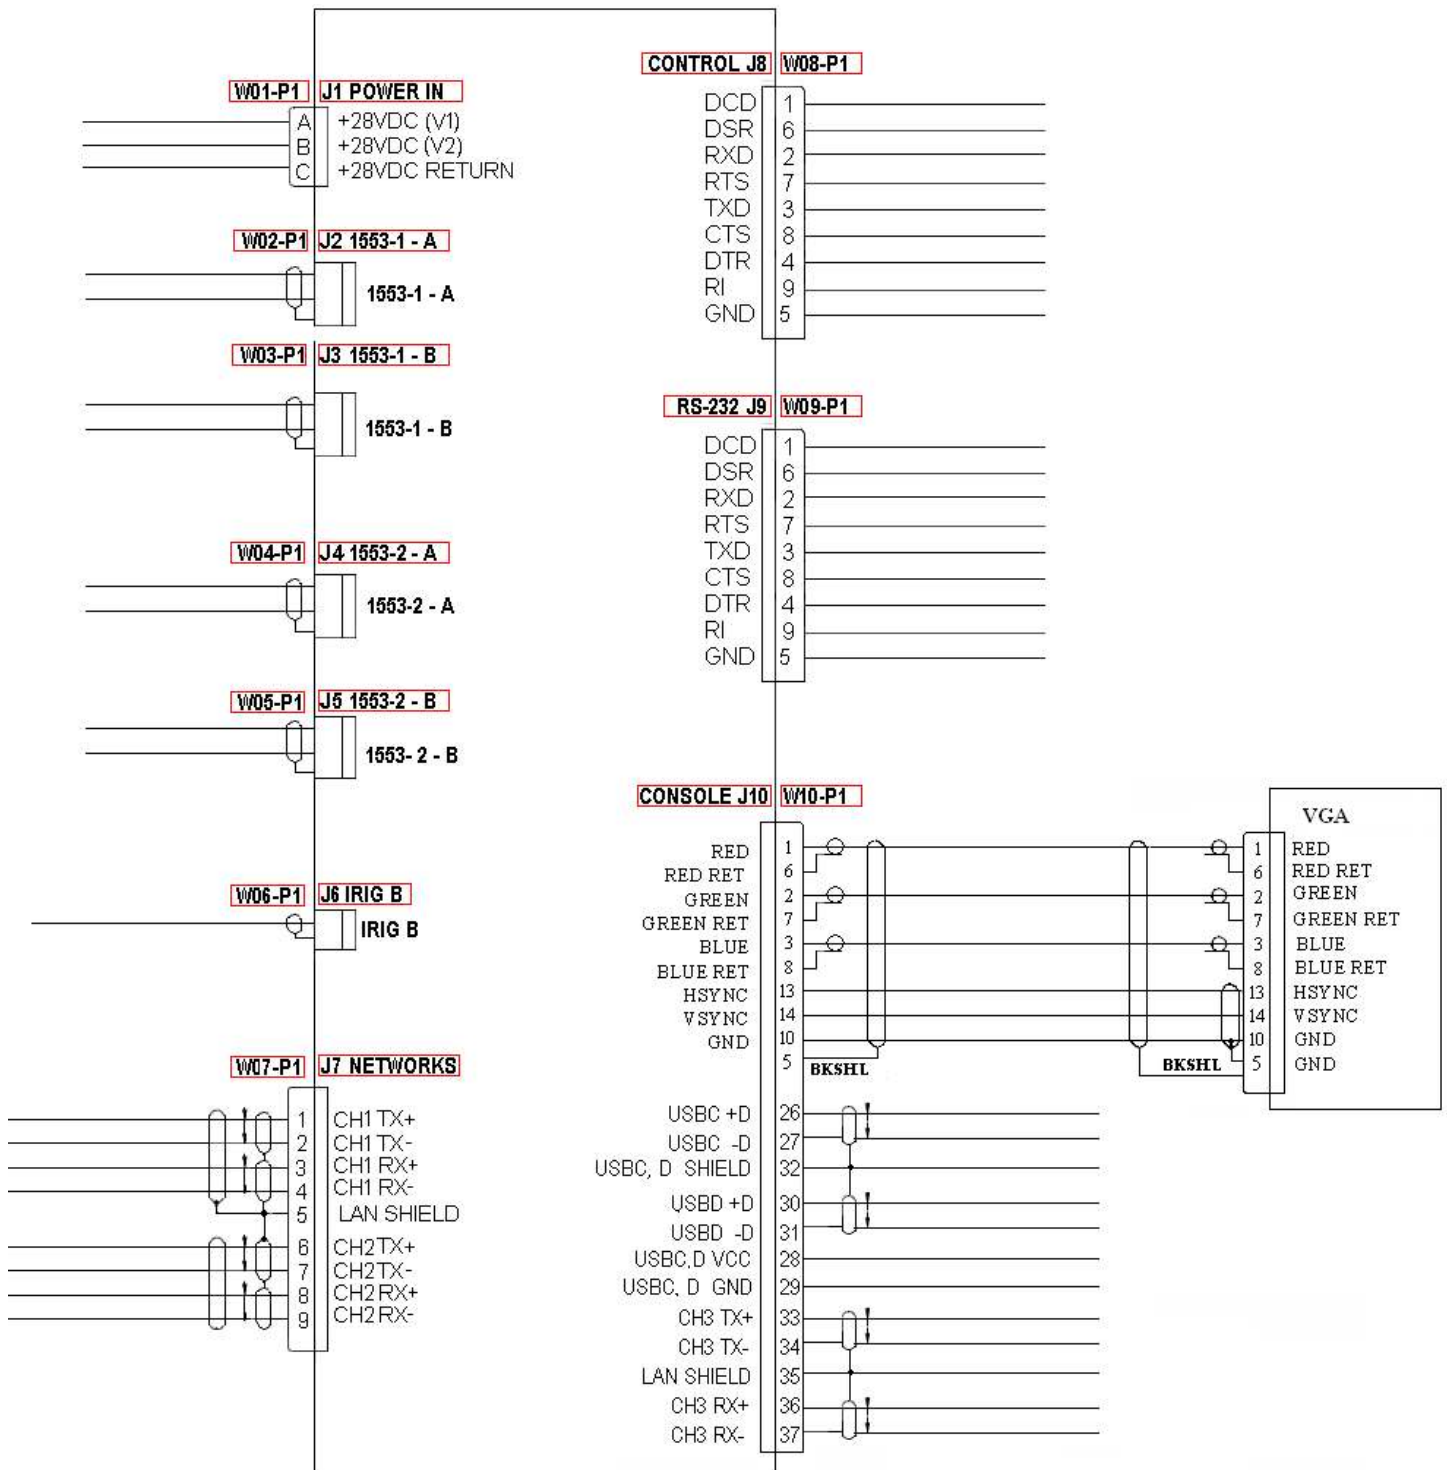 W01-P1 J1 POWER IN
A +28VDC (V1)
B +28VDC (V2)
C +28VDC RETURN
W02-P1 J2 1553-1 - A
1553-1 - A
W03-P1 J3 1553-1 - B
1553-1 - B
W04-P1 J4 1553-2 - A
1553-2 - A
W05-P1 J5 1553-2 - B
1553- 2 - B
W06-P1 J6 IRIG B
IRIG B
W07-P1 J7 NETWORKS
1 CH1 TX+
2 CH1 TX-
3 CH1 RX+
4 CH1 RX-
5 LAN SHIELD
6 CH2TX+
7 CH2TX-
8 CH2 RX+
9 CH2 RX-
CONTROL J8 W08-P1
DCD 1
DSR 6
RXD 2
RTS 7
TXD 3
CTS 8
DTR 4
RI 9
GND 5
RS-232 J9 W09-P1
DCD 1
DSR 6
RXD 2
RTS 7
TXD 3
CTS 8
DTR 4
RI 9
GND 5
CONSOLE J10 W10-P1
RED 1
RED RET 6
GREEN 2
GREEN RET 7
BLUE 3
BLUE RET 8
HSYNC 13
VSYNC 14
GND 10
5 BKSHL
USBC +D 26
USBC -D 27
USBC, D SHIELD 32
USBD +D 30
USBD -D 31
USBC,D VCC 28
USBC, D GND 29
CH3 TX+ 33
CH3 TX- 34
LAN SHIELD 35
CH3 RX+ 36
CH3 RX- 37
VGA
1 RED
6 RED RET
2 GREEN
7 GREEN RET
3 BLUE
8 BLUE RET
13 HSYNC
14 VSYNC
10 GND
BKSHL 5 GND